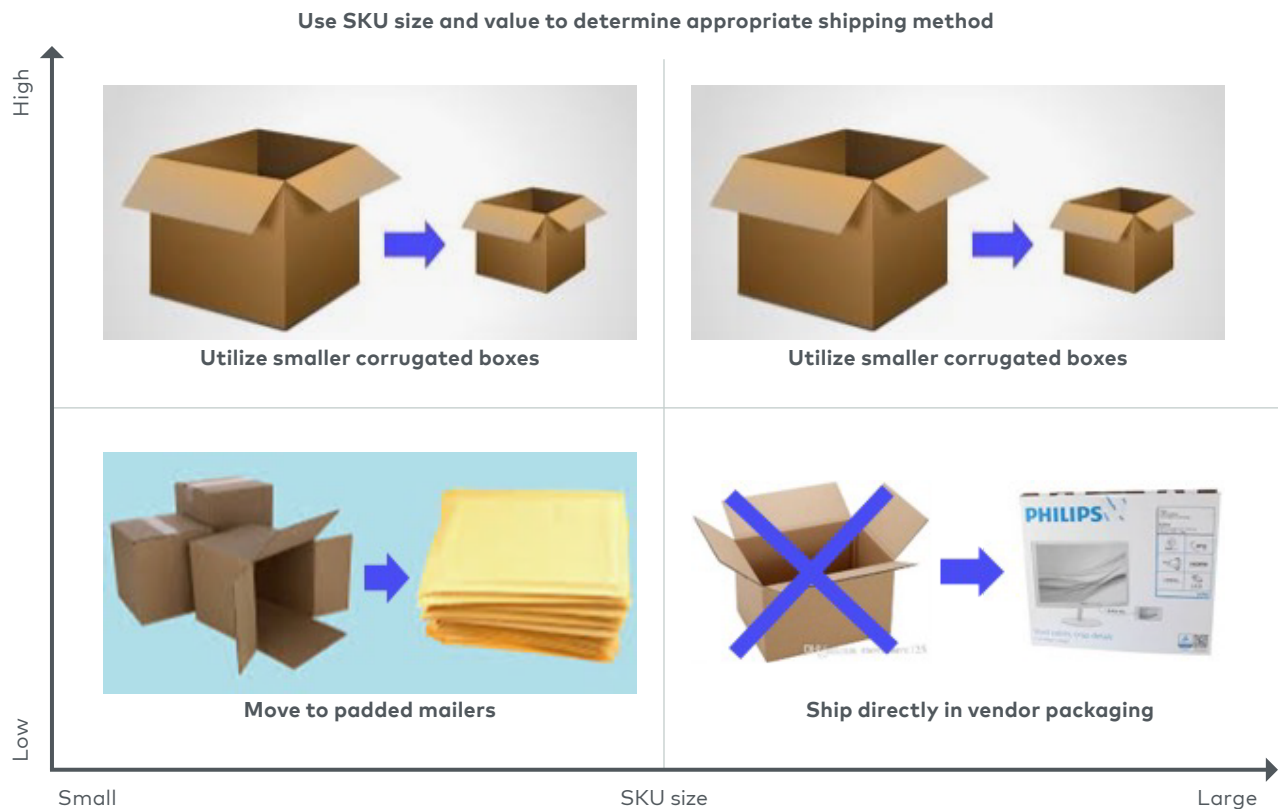 Use SKU size and value to determine appropriate shipping method
High
Utilize smaller corrugated boxes
Utilize smaller corrugated boxes
PHILIPS
HDMI
Move to padded mailers
Ship directly in vendor packaging
Low
Small
SKU size
Large